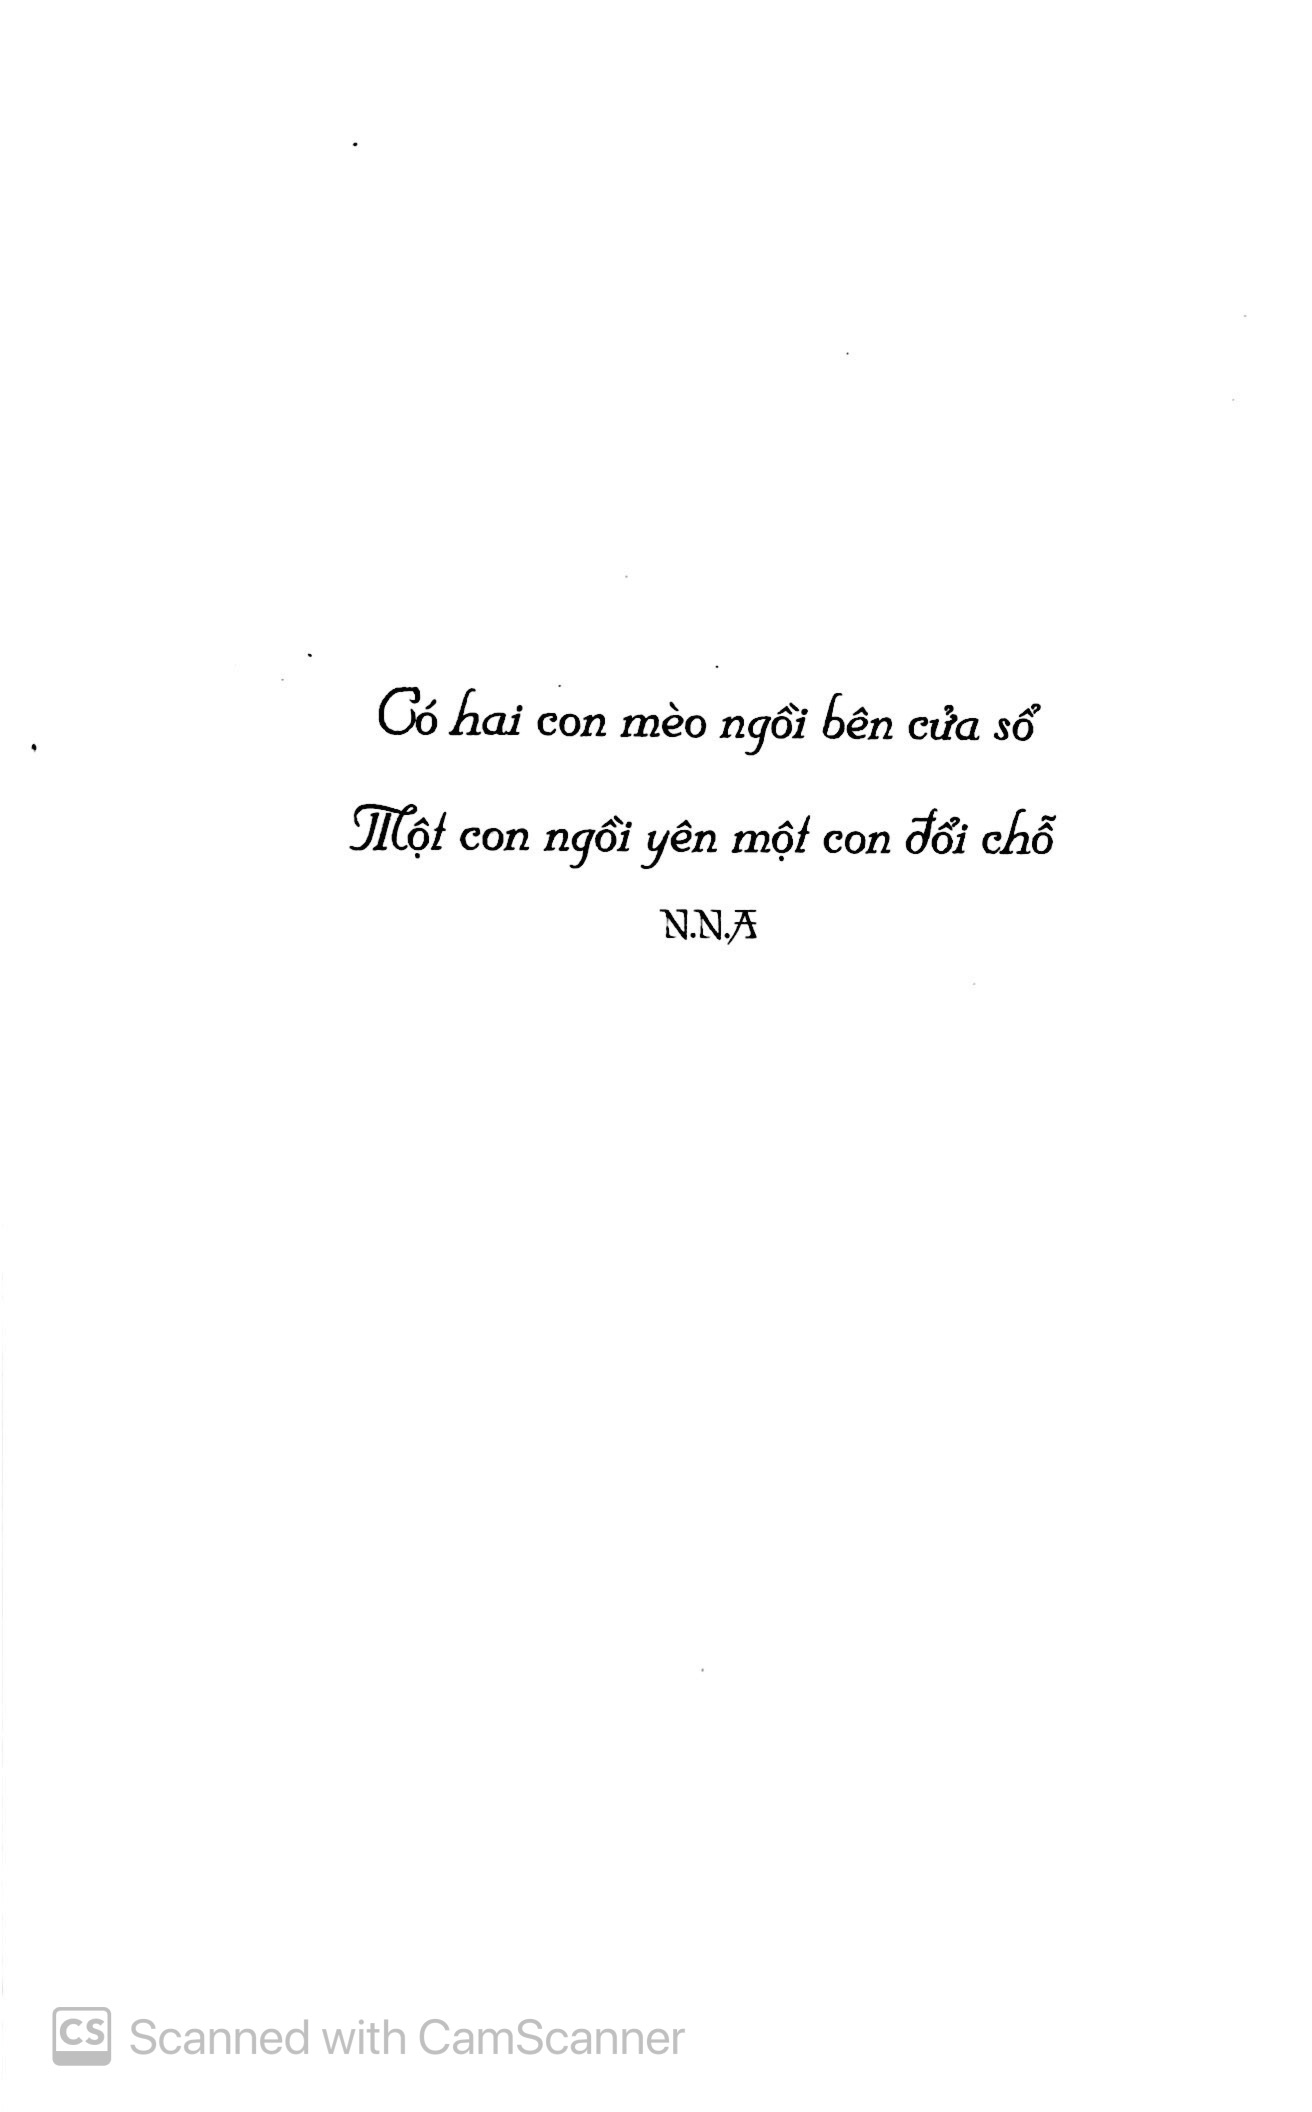 Có hai con mèo ngồi bên cửa sổ
Một con ngồi yên một con đổi chỗ
N.N.A
CS Scanned with CamScanner